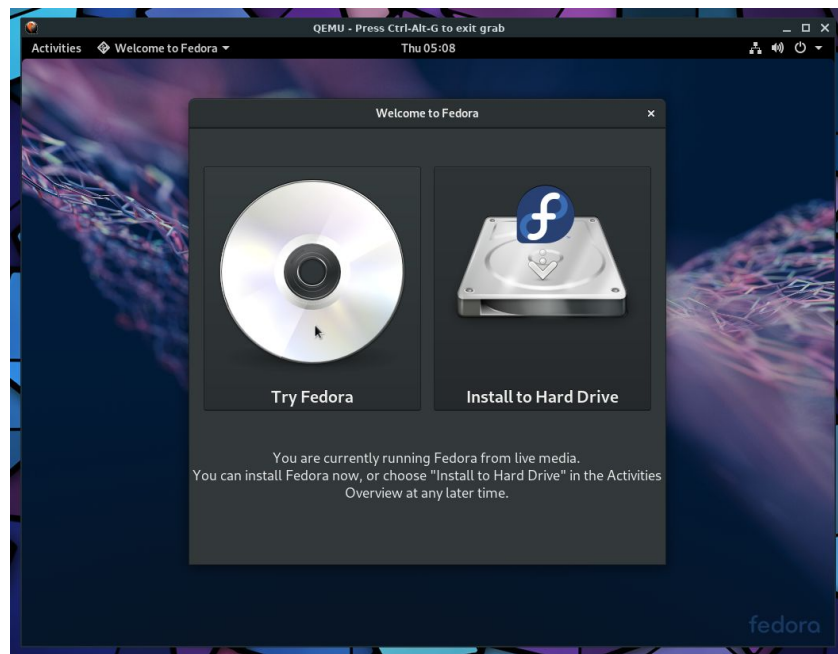 QEMU - Press Ctrl-Alt-G to exit grab
Activities Welcome to Fedora Thu 05:08
Welcome to Fedora
Try Fedora
Install to Hard Drive
You are currently running Fedora from live media.
You can install Fedora now, or choose "Install to Hard Drive" in the Activities
Overview at any later time.
fedora